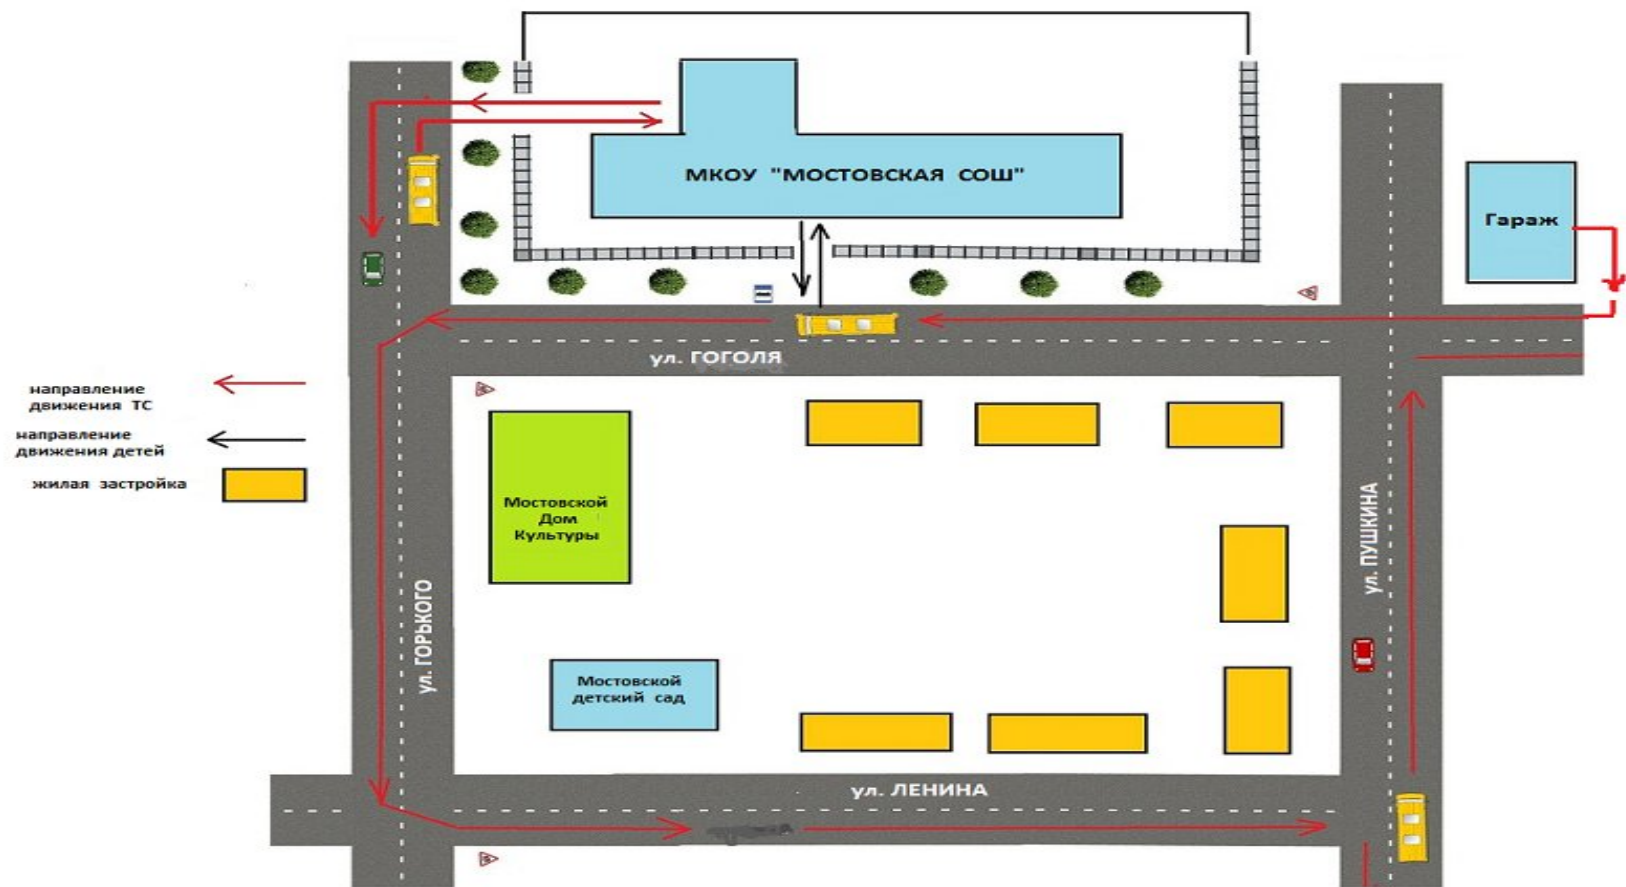 МКОУ "МОСТОВСКАЯ СОШ"
Гараж
ул. ГОГОЛЯ
направление
движения ТС
направление
движения детей
жилая застройка
Мостовской
Дом
Культуры
ул. ПУШКИНА
ул. ГОРЬКОГО
Мостовской
детский сад
ул. ЛЕНИНА